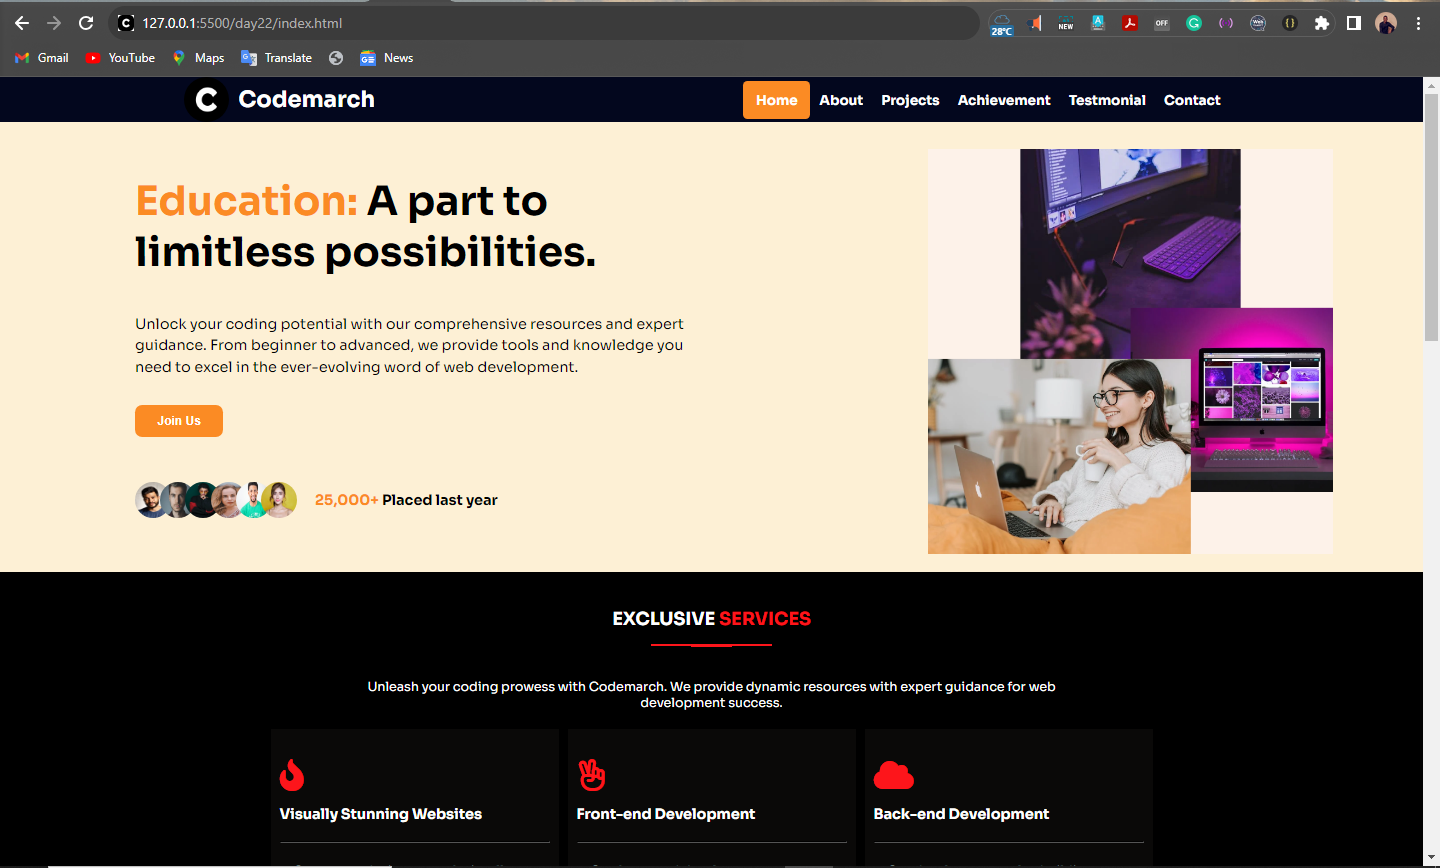 127.0.0.1:5500/day22/index.html
28°C
NEW
OFF
Gmail
YouTube
Maps
Translate
News
C Codemarch
Home
About
Projects
Achievement
Testmonial
Contact
Education: A part to
limitless possibilities.
Unlock your coding potential with our comprehensive resources and expert
guidance. From beginner to advanced, we provide tools and knowledge you
need to excel in the ever-evolving word of web development.
Join Us
25,000+ Placed last year
EXCLUSIVE SERVICES
Unleash your coding prowess with Codemarch. We provide dynamic resources with expert guidance for web
development success.
Visually Stunning Websites
Front-end Development
Back-end Development